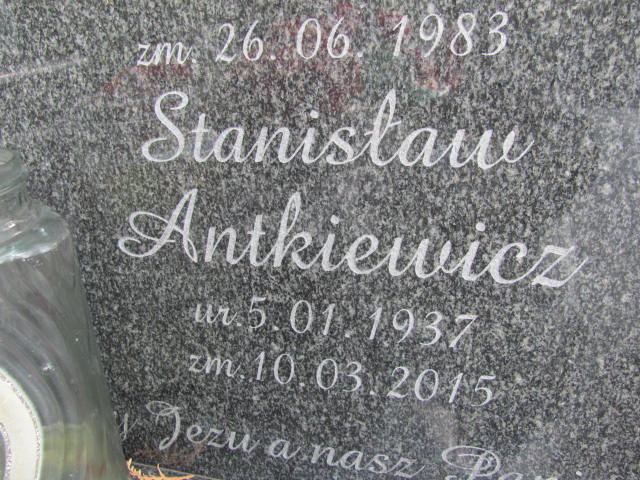 zm. 26. 06. 1983
Stanisław
Antkiewicz
ur. 5. 01. 1937
zm. 10. 03. 2015
Jezu a nasz